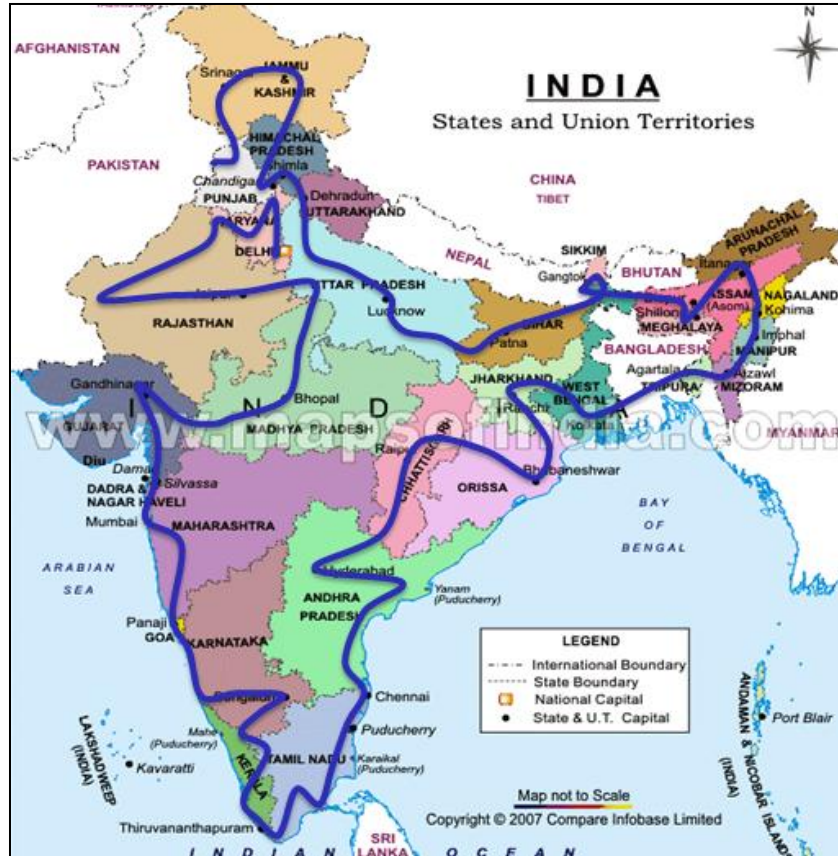 AFGHANISTAN
N
JAMMU
&
KASHMIR
Srinagar
INDIA
States and Union Territories
HIMACHAL
PRADESH
PAKISTAN
Shimla
Chandigarh
PUNJAB
CHINA
TIBET
Dehradun
UTTARAKHAND
HARYANA
DELHI
ARUNACHAL
PRADESH
NEPAL
SIKKIM
Gangtok
BHUTAN
Itanagar
UTTAR PRADESH
Jaipur
RAJASTHAN
Lucknow
ASSAM
(Asom)
NAGALAND
Kohima
Shillong
MEGHALAYA
BIHAR
Patna
BANGLADESH
Imphal
MANIPUR
JHARKHAND
WEST
BENGAL
Agartala
TRIPURA
Aizawl
MIZORAM
Gandhinagar
Bhopal
I N D I A
Ranchi
Kolkata
www.mapsofindia.com
GUJARAT
MADHYA PRADESH
MYANMAR
CHHATTISGARH
Raipur
Diu
Daman
Silvassa
DADRA &
NAGAR HAVELI
Bhubaneshwar
ORISSA
Mumbai
MAHARASHTRA
BAY
OF
BENGAL
ARABIAN
SEA
Hyderabad
ANDHRA
PRADESH
Yanam
(Puducherry)
Panaji
GOA
KARNATAKA
LEGEND
International Boundary
State Boundary
National Capital
State & U.T. Capital
Bangalore
Chennai
ANDAMAN & NICOBAR ISLANDS
(INDIA)
Port Blair
LAKSHADWEEP
(INDIA)
Mahe
(Puducherry)
Puducherry
TAMIL NADU
Karaikal
(Puducherry)
Kavaratti
KERALA
Map not to Scale
Copyright © 2007 Compare Infobase Limited
Thiruvananthapuram
SRI
LANKA
INDIAN OCEAN